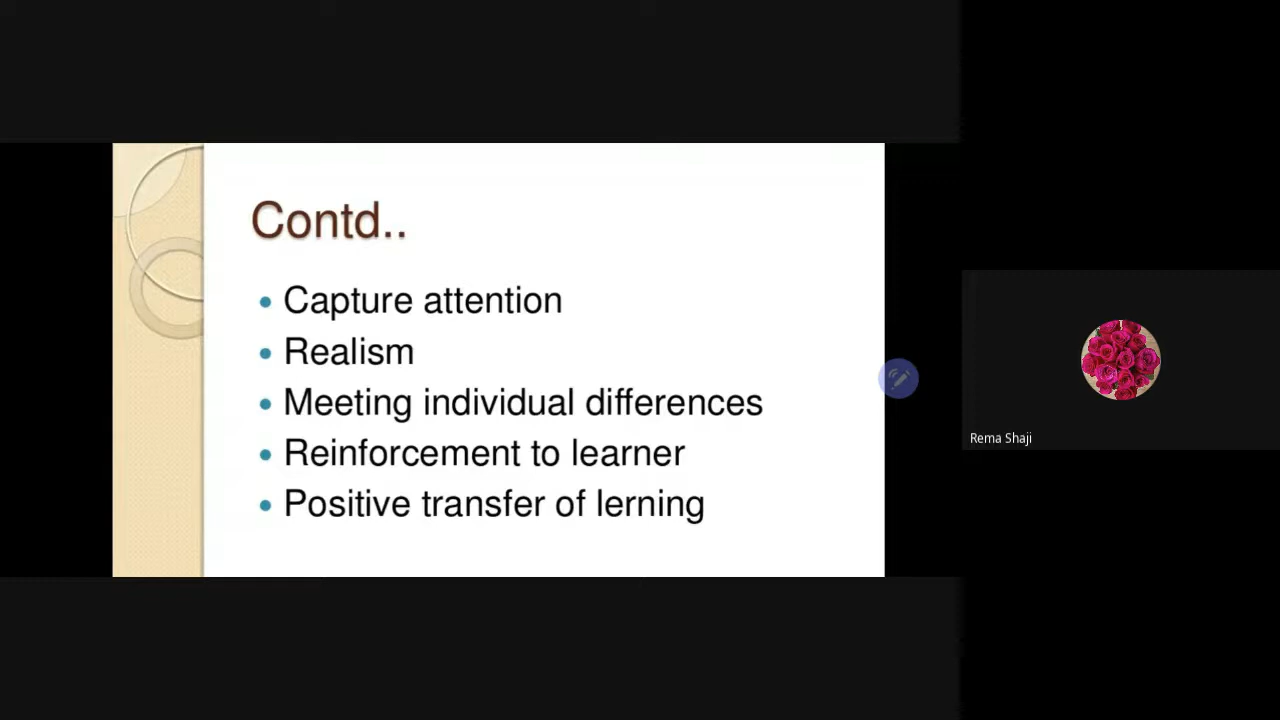 Contd..
Capture attention
Realism
Meeting individual differences
Reinforcement to learner
Positive transfer of lerning
Rema Shaji